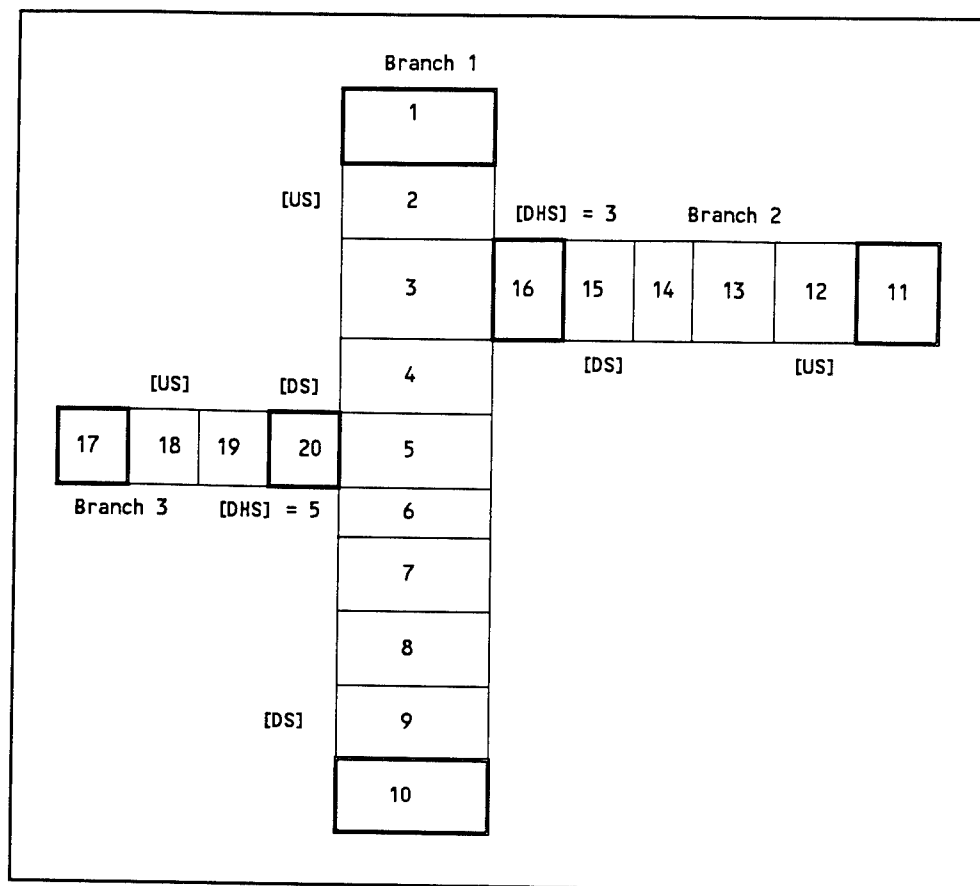 Branch 1
1
[US] 2 [DHS] = 3 Branch 2
3 16 15 14 13 12 11
[US] [DS] 4 [DS] [US]
17 18 19 20 5
Branch 3 [DHS] = 5 6
7
8
[DS] 9
10